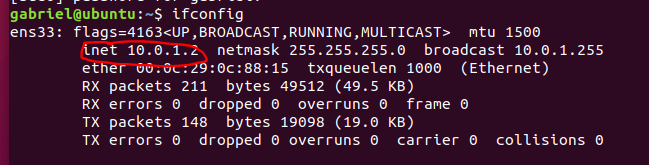 gabriel@ubuntu:~$ ifconfig
ens33: flags=4163<UP,BROADCAST,RUNNING,MULTICAST>  mtu 1500
inet 10.0.1.2  netmask 255.255.255.0  broadcast 10.0.1.255
ether 00:0c:29:0c:88:15  txqueuelen 1000  (Ethernet)
RX packets 211  bytes 49512 (49.5 KB)
RX errors 0  dropped 0  overruns 0  frame 0
TX packets 148  bytes 19098 (19.0 KB)
TX errors 0  dropped 0 overruns 0  carrier 0  collisions 0